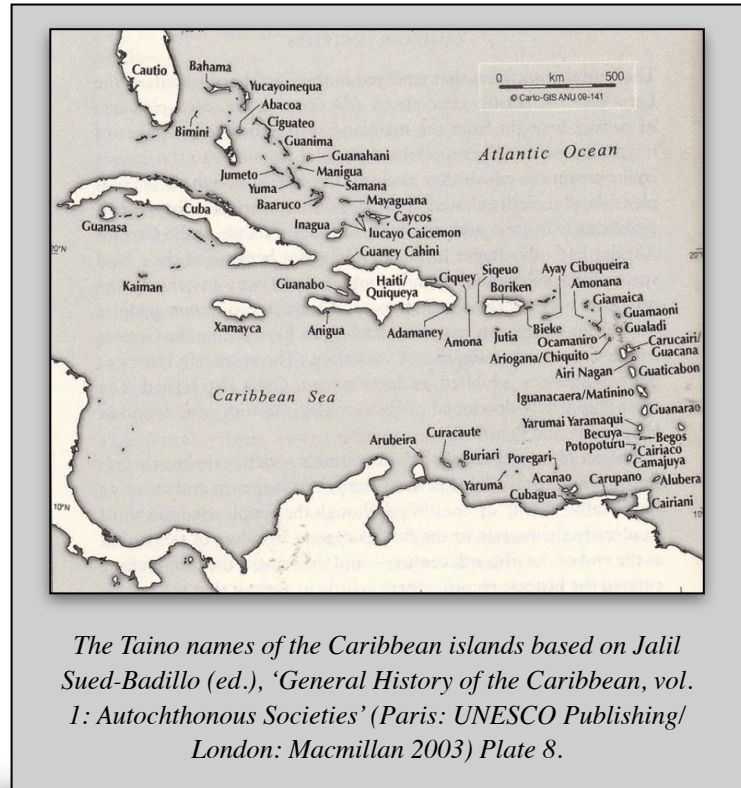 Cautio
Bahama
Yucayoinequa
Abacoa
Bimini
Ciguateo
Guanima
Guanahani
Jumeto
Manigua
Yuma
Samana
Baaruco
Mayaguana
Caycos
Inagua
Iucayo Caicemon
Guaney Cahini
0 km 500
© Carto-GIS ANU 09-141
Atlantic Ocean
20°N
20°
Cuba
Guanasa
Kaiman
Xamayca
Guanabo
Haiti/
Quiqueya
Anigua
Adamaney
Ciquey
Amona
Siqeuo
Boriken
Jutia
Bieke
Ayay Cibuqueira
Amonana
Giamaica
Guamaoni
Gualadi
Ocamaniro
Carucairi/
Guacana
Ariogana/Chiquito
Airi Nagan
Guaticabon
Iguanacaera/Matinino
Guanarao
Yarumai Yaramaqui
Becuya
Begos
Potopoturu
Cairiaco
Camajuya
Caribbean Sea
Arubeira
Curacaute
Buriari
Poregari
Yaruma
Acanao
Cubagua
Carupano
Alubera
Cairiani
10°N
10
The Taino names of the Caribbean islands based on Jalil
Sued-Badillo (ed.), ‘General History of the Caribbean, vol.
1: Autochthonous Societies’ (Paris: UNESCO Publishing/
London: Macmillan 2003) Plate 8.